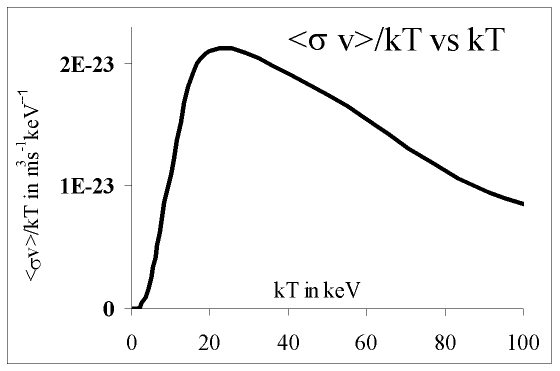 <σ v>/kT vs kT
2E-23
1E-23
0
<σv>/kT in m³s⁻¹keV⁻¹
kT in keV
0 20 40 60 80 100